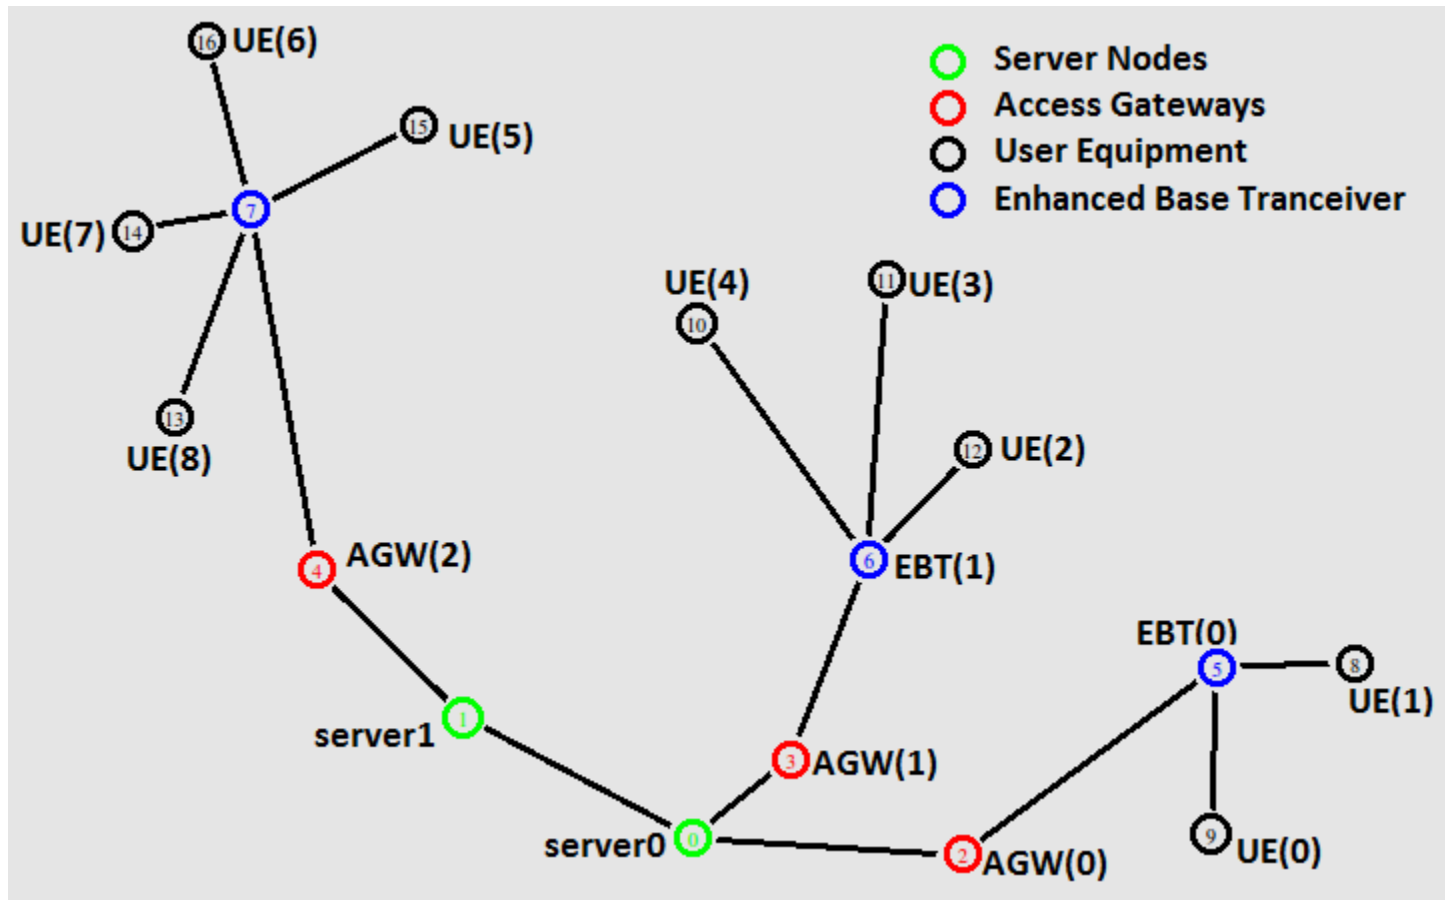 16 UE(6)
Server Nodes
Access Gateways
15 UE(5)
User Equipment
Enhanced Base Tranceiver
7
UE(7) 14
UE(4)
11 UE(3)
10
13
UE(8)
12 UE(2)
AGW(2)
4
6 EBT(1)
EBT(0)
5
8
UE(1)
1
server1
3 AGW(1)
server0 0
2 AGW(0)
9 UE(0)